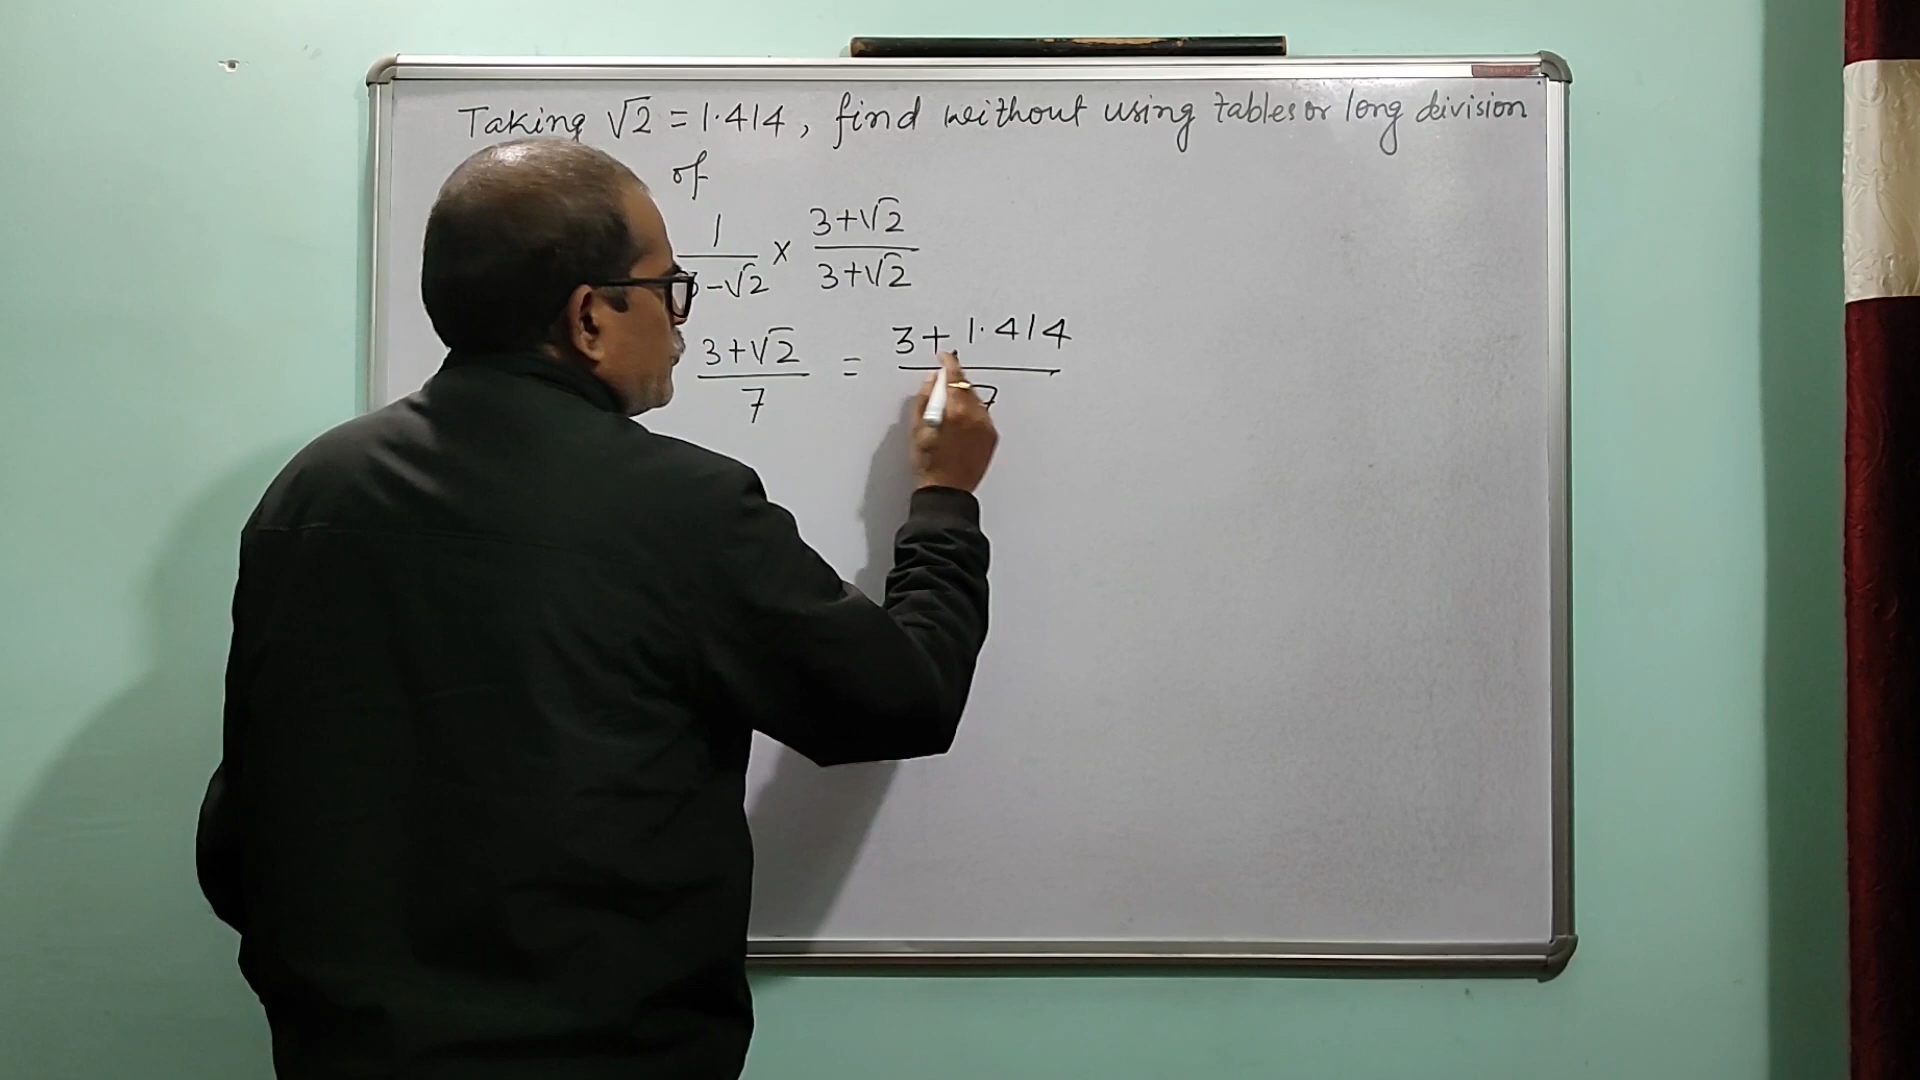 Taking √2 = 1.414, find without using tables or long division
of
1/(3-√2) × (3+√2)/(3+√2)
(3+√2)/7 = (3+1.414)/7